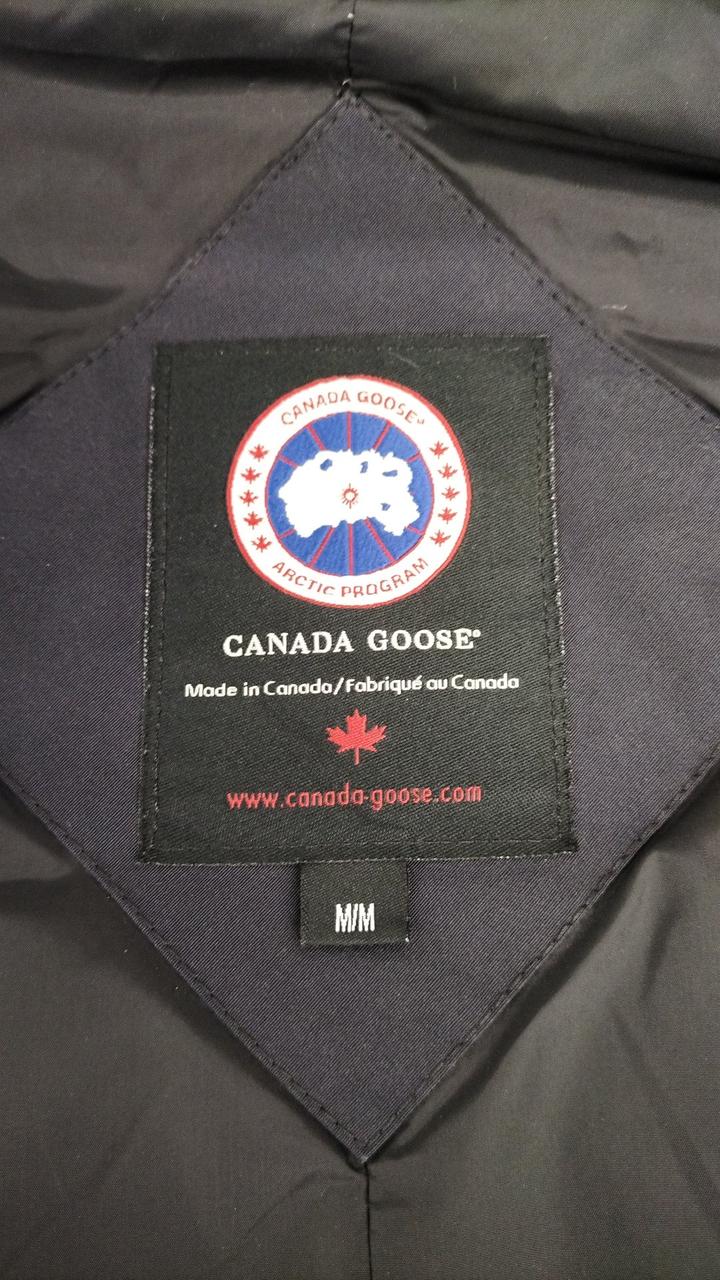 CANADA GOOSE®
ARCTIC PROGRAM
CANADA GOOSE®
Made in Canada/Fabriqué au Canada
www.canada-goose.com
M/M